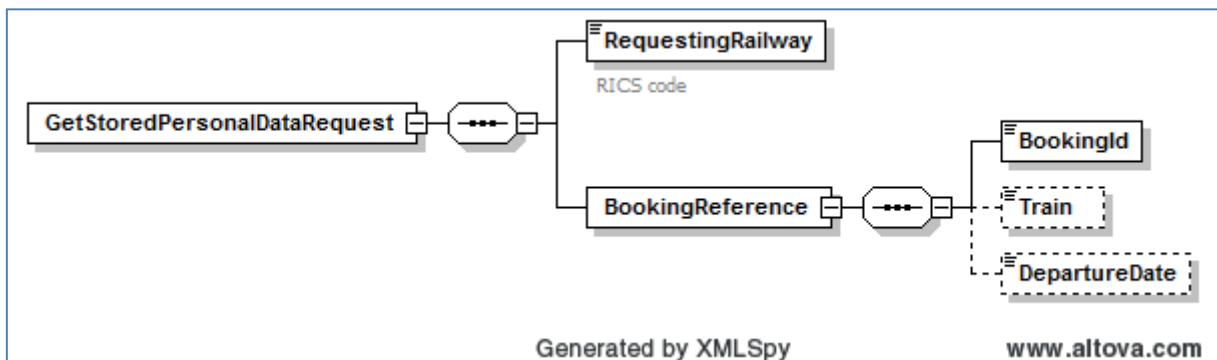 RequestingRailway
RICS code
GetStoredPersonalDataRequest
BookingId
BookingReference
Train
DepartureDate
Generated by XMLSpy
www.altova.com